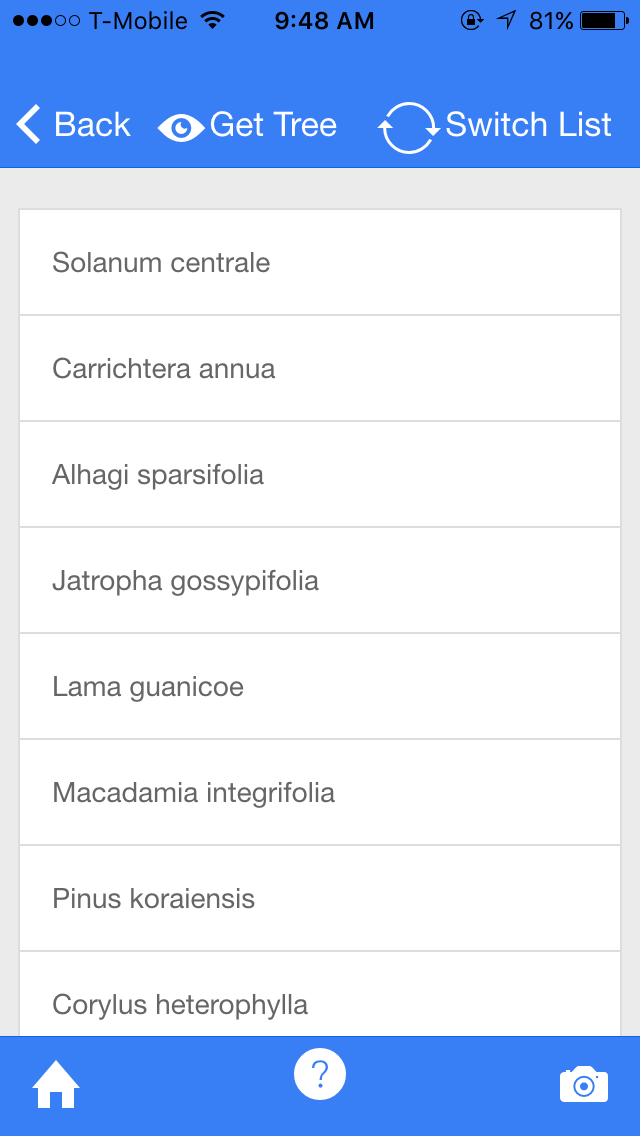 T-Mobile 9:48 AM 81%
Back Get Tree Switch List
Solanum centrale
Carrichtera annua
Alhagi sparsifolia
Jatropha gossypifolia
Lama guanicoe
Macadamia integrifolia
Pinus koraiensis
Corylus heterophylla
?